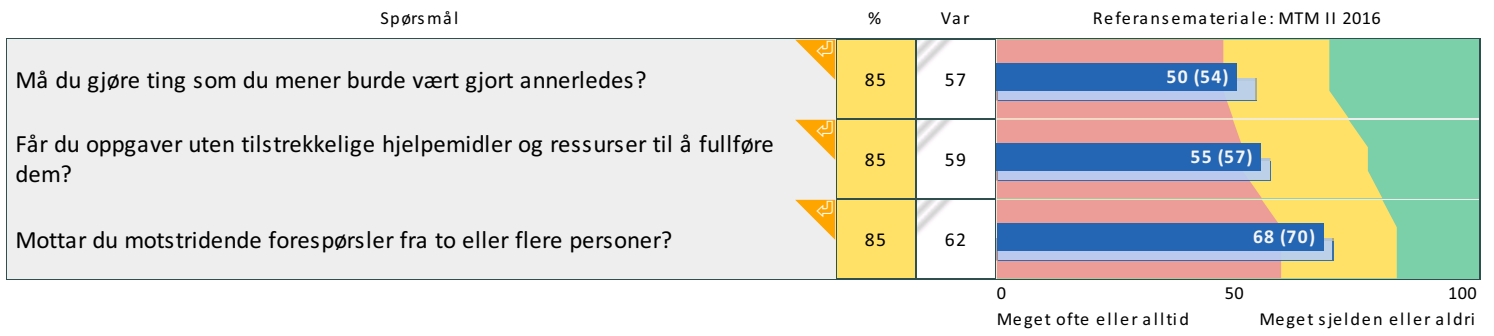 Spørsmål % Var Referansemateriale: MTM II 2016
Må du gjøre ting som du mener burde vært gjort annerledes? 85 57 50 (54)
Får du oppgaver uten tilstrekkelige hjelpemidler og ressurser til å fullføre
dem? 85 59 55 (57)
Mottar du motstridende forespørsler fra to eller flere personer? 85 62 68 (70)
0 50 100
Meget ofte eller alltid Meget sjelden eller aldri